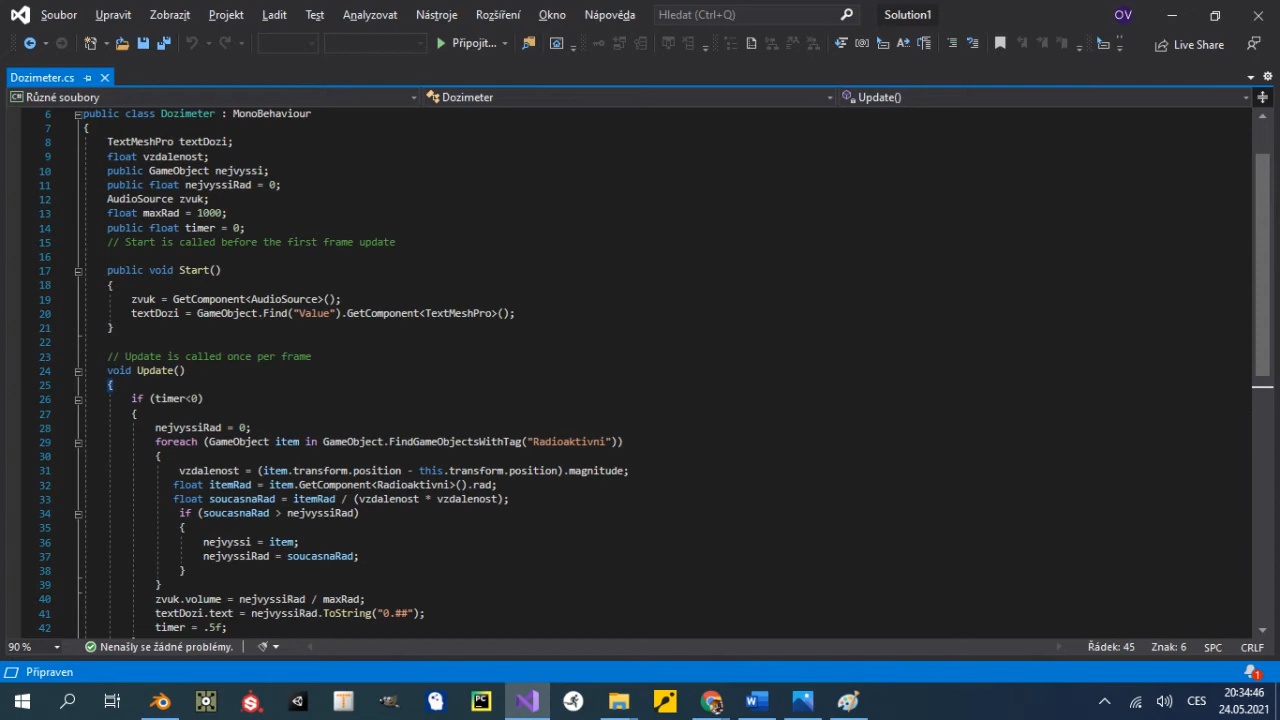 Soubor Upravit Zobrazit Projekt Ladit Test Analyzovat Nástroje Rozšíření Okno Nápověda Hledat (Ctrl+Q) Solution1 OV
Připojit... Live Share
Dozimeter.cs
Různé soubory Dozimeter Update()
6 public class Dozimeter : MonoBehaviour
7 {
8 TextMeshPro textDozi;
9 float vzdalenost;
10 public GameObject nejvyssi;
11 public float nejvyssiRad = 0;
12 AudioSource zvuk;
13 float maxRad = 1000;
14 public float timer = 0;
15 // Start is called before the first frame update
16
17 public void Start()
18 {
19 zvuk = GetComponent<AudioSource>();
20 textDozi = GameObject.Find("Value").GetComponent<TextMeshPro>();
21 }
22
23 // Update is called once per frame
24 void Update()
25 {
26 if (timer<0)
27 {
28 nejvyssiRad = 0;
29 foreach (GameObject item in GameObject.FindGameObjectsWithTag("Radioaktivni"))
30 {
31 vzdalenost = (item.transform.position - this.transform.position).magnitude;
32 float itemRad = item.GetComponent<Radioaktivni>().rad;
33 float soucasnaRad = itemRad / (vzdalenost * vzdalenost);
34 if (soucasnaRad > nejvyssiRad)
35 {
36 nejvyssi = item;
37 nejvyssiRad = soucasnaRad;
38 }
39 }
40 zvuk.volume = nejvyssiRad / maxRad;
41 textDozi.text = nejvyssiRad.ToString("0.##");
42 timer = .5f;
90 % Nenašly se žádné problémy. Řádek: 45 Znak: 6 SPC CRLF
Připraven 1
CES 20:34:46
24.05.2021